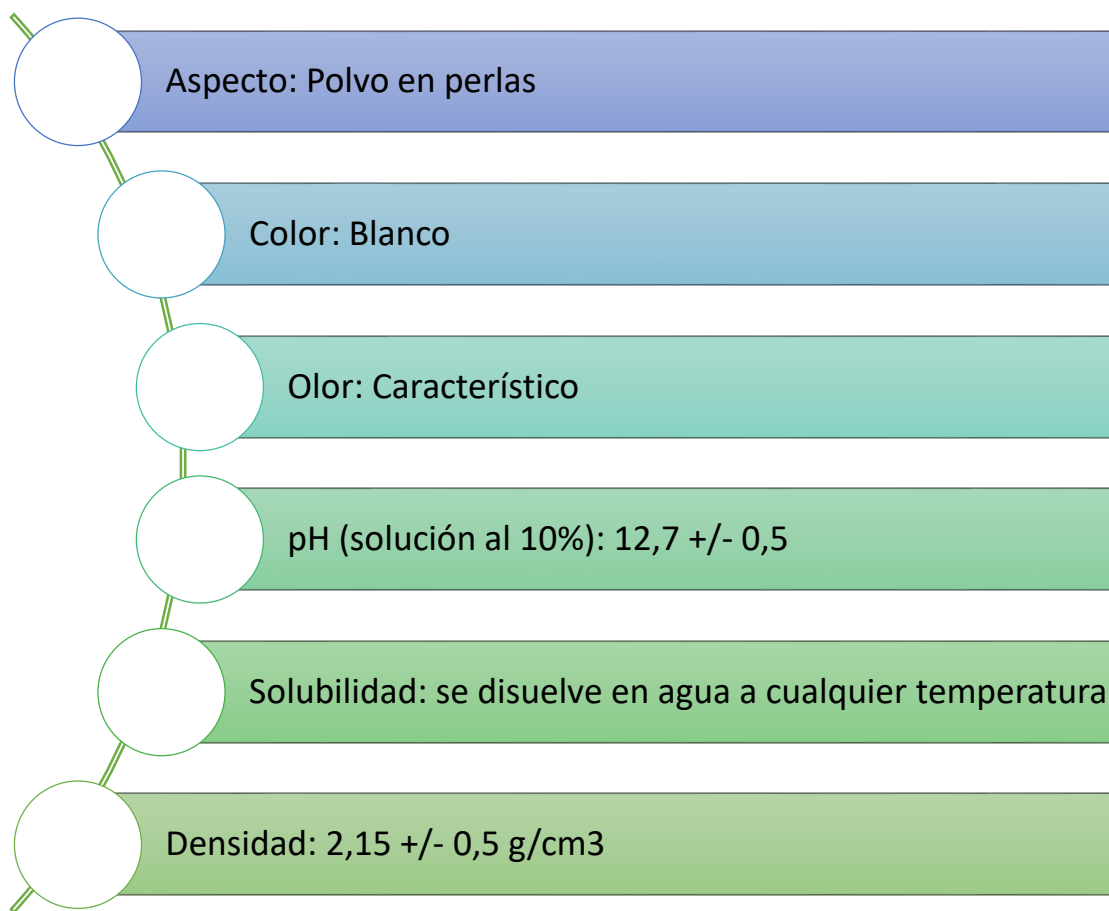 Aspecto: Polvo en perlas
Color: Blanco
Olor: Característico
pH (solución al 10%): 12,7 +/- 0,5
Solubilidad: se disuelve en agua a cualquier temperatura
Densidad: 2,15 +/- 0,5 g/cm3